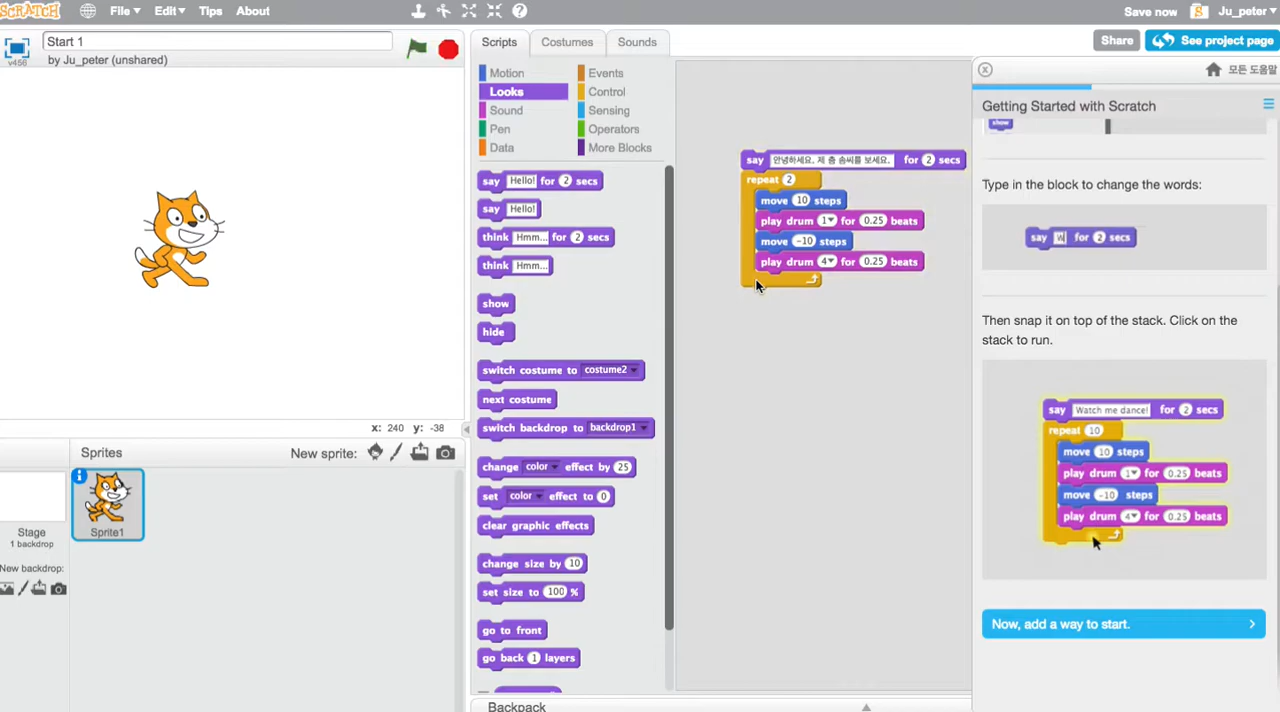 SCRATCH File▼ Edit▼ Tips About Save now S Ju_peter▼
v456 Start 1
by Ju_peter (unshared)
Scripts Costumes Sounds
Share See project page
Motion Events
Looks Control
Sound Sensing
Pen Operators
Data More Blocks
say Hello! for 2 secs
say Hello!
think Hmm... for 2 secs
think Hmm...
show
hide
switch costume to costume2
next costume
switch backdrop to backdrop1
change color effect by 25
set color effect to 0
clear graphic effects
change size by 10
set size to 100 %
go to front
go back 1 layers
say 안녕하세요. 제 춤 솜씨를 보세요. for 2 secs
repeat 2
move 10 steps
play drum 1▼ for 0.25 beats
move -10 steps
play drum 4▼ for 0.25 beats
Backpack
x: 240 y: -38
Sprites New sprite:
Stage
1 backdrop
New backdrop:
i
Sprite1
모든 도움말
Getting Started with Scratch
show
Type in the block to change the words:
say W for 2 secs
Then snap it on top of the stack. Click on the
stack to run.
say Watch me dance! for 2 secs
repeat 10
move 10 steps
play drum 1▼ for 0.25 beats
move -10 steps
play drum 4▼ for 0.25 beats
Now, add a way to start.